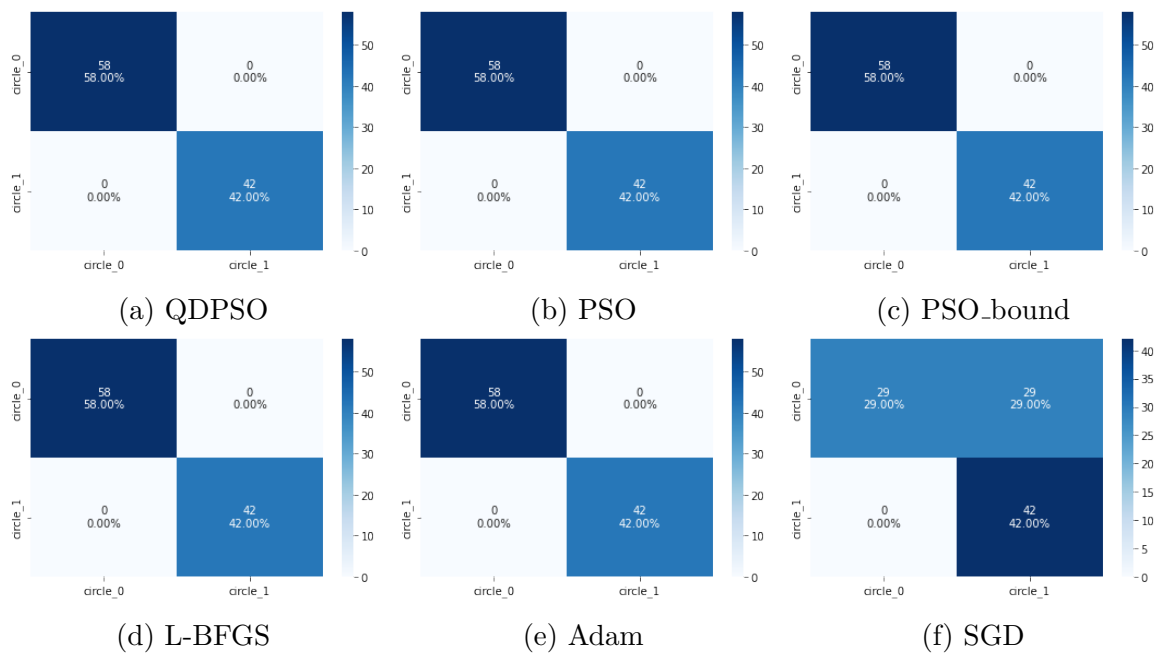 circle_0
58
58.00%
0
0.00%
circle_1
0
0.00%
42
42.00%
circle_0
circle_1
50
40
30
20
10
0
(a) QDPSO
circle_0
58
58.00%
0
0.00%
circle_1
0
0.00%
42
42.00%
circle_0
circle_1
50
40
30
20
10
0
(b) PSO
circle_0
58
58.00%
0
0.00%
circle_1
0
0.00%
42
42.00%
circle_0
circle_1
50
40
30
20
10
0
(c) PSO_bound
circle_0
58
58.00%
0
0.00%
circle_1
0
0.00%
42
42.00%
circle_0
circle_1
50
40
30
20
10
0
(d) L-BFGS
circle_0
58
58.00%
0
0.00%
circle_1
0
0.00%
42
42.00%
circle_0
circle_1
50
40
30
20
10
0
(e) Adam
circle_0
29
29.00%
29
29.00%
circle_1
0
0.00%
42
42.00%
circle_0
circle_1
40
35
30
25
20
15
10
5
0
(f) SGD